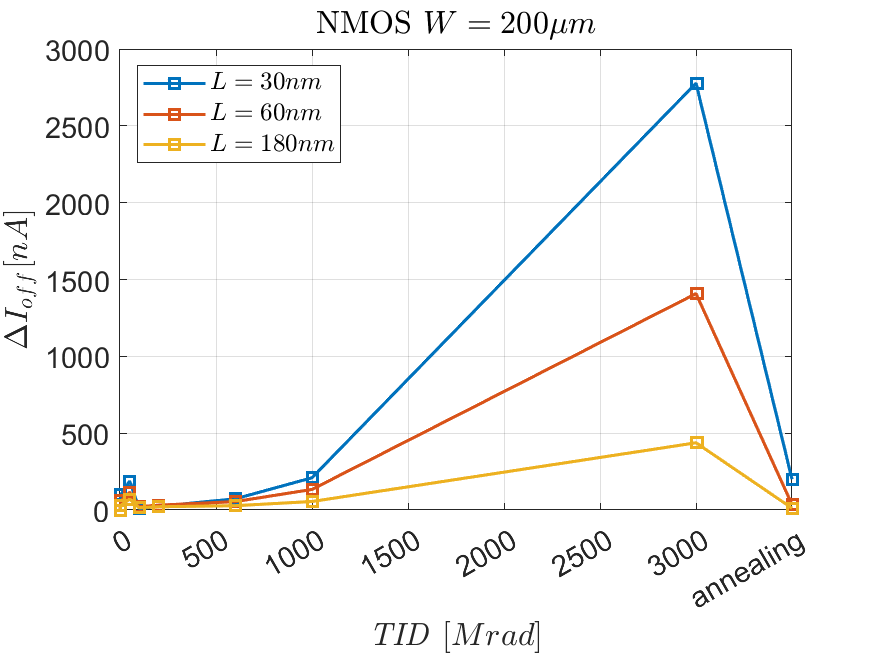 NMOS W = 200μm
3000
2500
2000
1500
1000
500
0
L = 30nm
L = 60nm
L = 180nm
ΔI_off[nA]
0 500 1000 1500 2000 2500 3000 annealing
TID [Mrad]